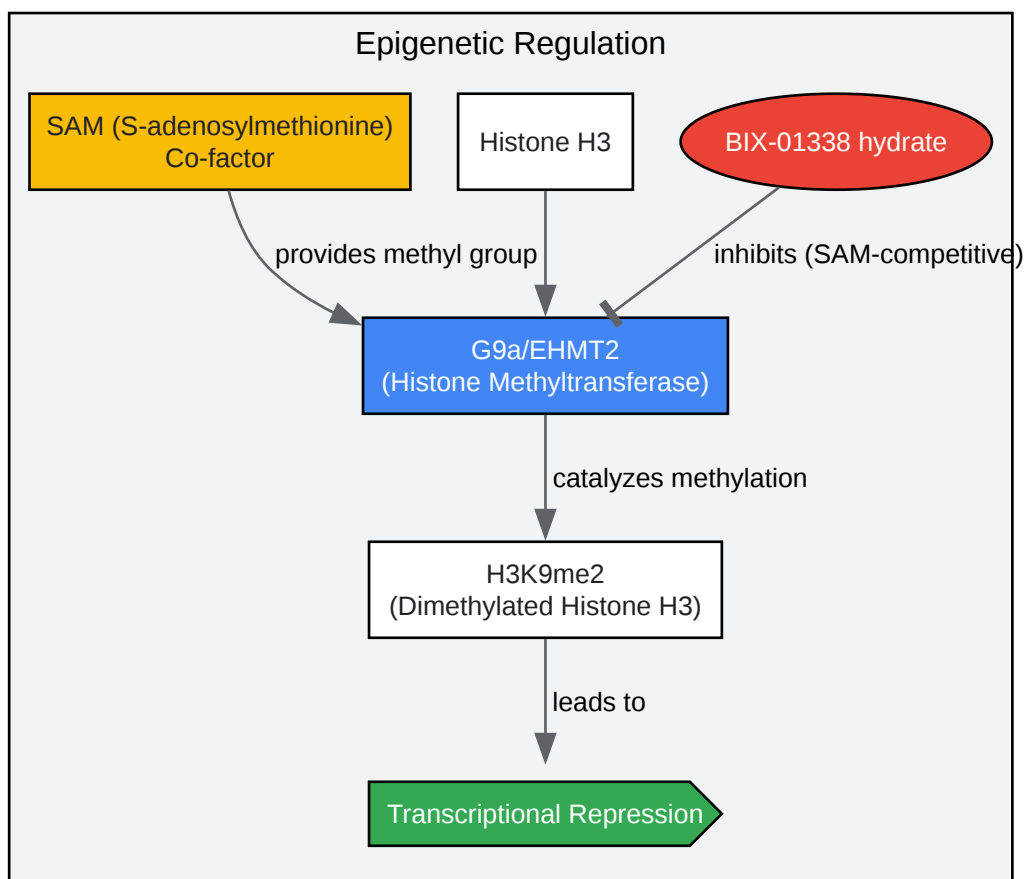 Epigenetic Regulation
SAM (S-adenosylmethionine)
Co-factor
Histone H3
BIX-01338 hydrate
provides methyl group
inhibits (SAM-competitive)
G9a/EHMT2
(Histone Methyltransferase)
catalyzes methylation
H3K9me2
(Dimethylated Histone H3)
leads to
Transcriptional Repression